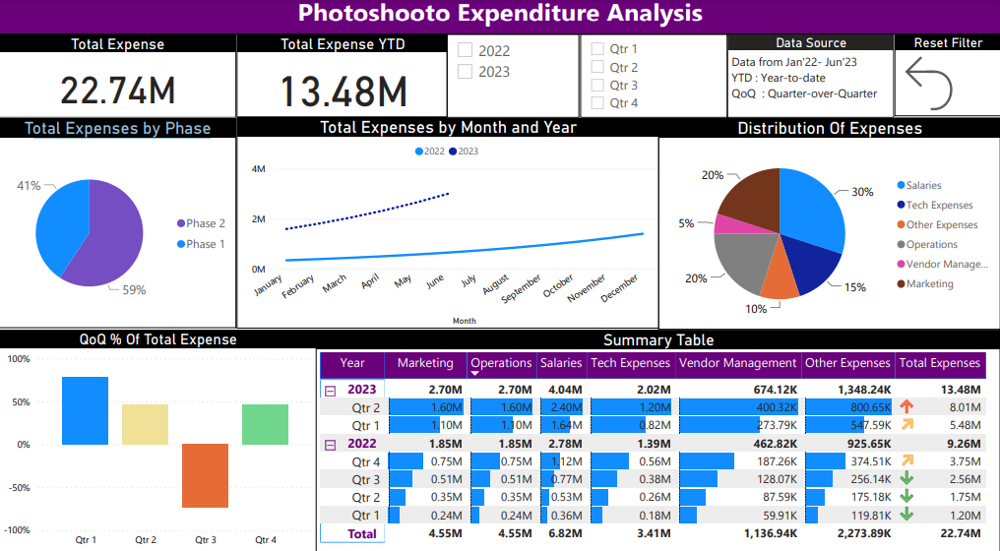 Photoshooto Expenditure Analysis
Total Expense
22.74M
Total Expense YTD
13.48M
2022
2023
Qtr 1
Qtr 2
Qtr 3
Qtr 4
Data Source
Data from Jan'22- Jun'23
YTD : Year-to-date
QoQ : Quarter-over-Quarter
Reset Filter
Total Expenses by Phase
41%
59%
Phase 2
Phase 1
Total Expenses by Month and Year
2022 2023
4M
2M
0M
January February March April May June July August September October November December
Month
Distribution Of Expenses
20%
30%
5%
20%
15%
10%
Salaries
Tech Expenses
Other Expenses
Operations
Vendor Manage...
Marketing
QoQ % Of Total Expense
100%
50%
0%
-50%
-100%
Qtr 1 Qtr 2 Qtr 3 Qtr 4
Summary Table
Year Marketing Operations Salaries Tech Expenses Vendor Management Other Expenses Total Expenses
2023 2.70M 2.70M 4.04M 2.02M 674.12K 1,348.24K 13.48M
Qtr 2 1.60M 1.60M 2.40M 1.20M 400.32K 800.65K 8.01M
Qtr 1 1.10M 1.10M 1.64M 0.82M 273.79K 547.59K 5.48M
2022 1.85M 1.85M 2.78M 1.39M 462.82K 925.65K 9.26M
Qtr 4 0.75M 0.75M 1.12M 0.56M 187.26K 374.51K 3.75M
Qtr 3 0.51M 0.51M 0.77M 0.38M 128.07K 256.14K 2.56M
Qtr 2 0.35M 0.35M 0.53M 0.26M 87.59K 175.18K 1.75M
Qtr 1 0.24M 0.24M 0.36M 0.18M 59.91K 119.81K 1.20M
Total 4.55M 4.55M 6.82M 3.41M 1,136.94K 2,273.89K 22.74M